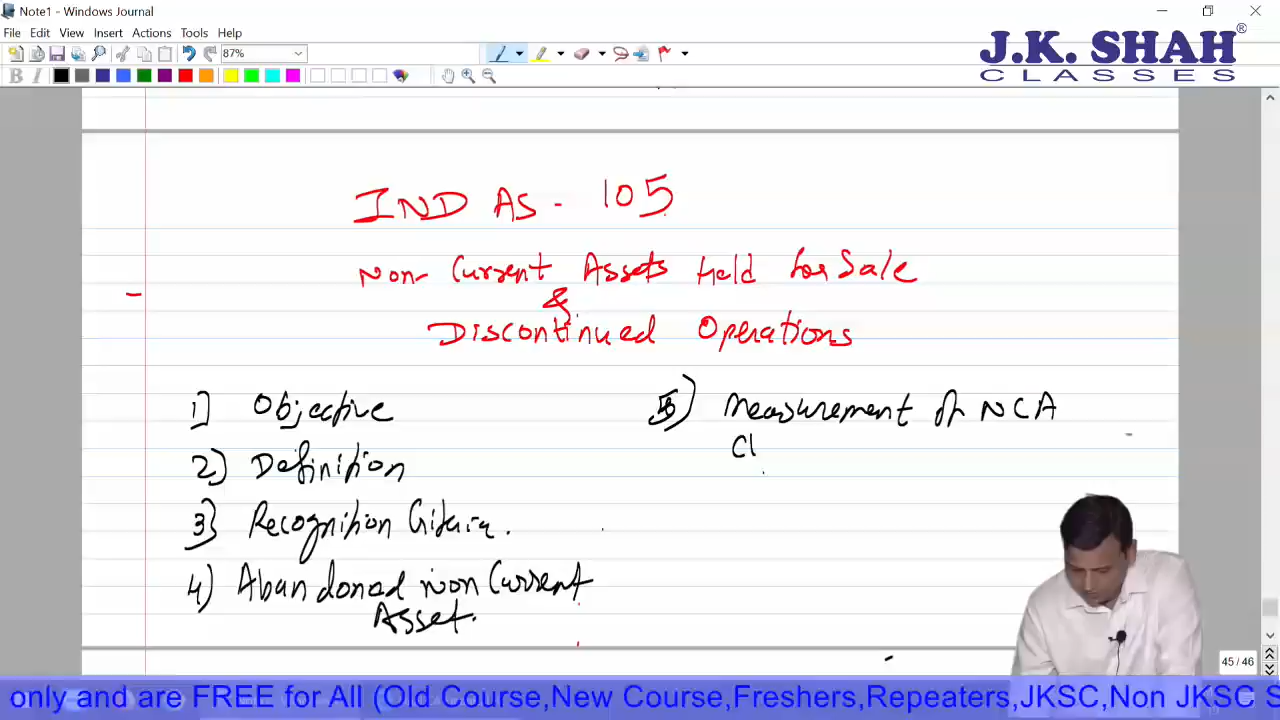 Note1 - Windows Journal
File Edit View Insert Actions Tools Help
87%
J.K. SHAH®
CLASSES
IND AS - 105
Non-Current Assets Held for Sale
&
Discontinued Operations
1) Objective
2) Definition
3) Recognition Criteria.
4) Abandoned Non Current
Asset.
5) Measurement of NCA
Cl
45 / 46
only and are FREE for All (Old Course,New Course,Freshers,Repeaters,JKSC,Non JKSC S